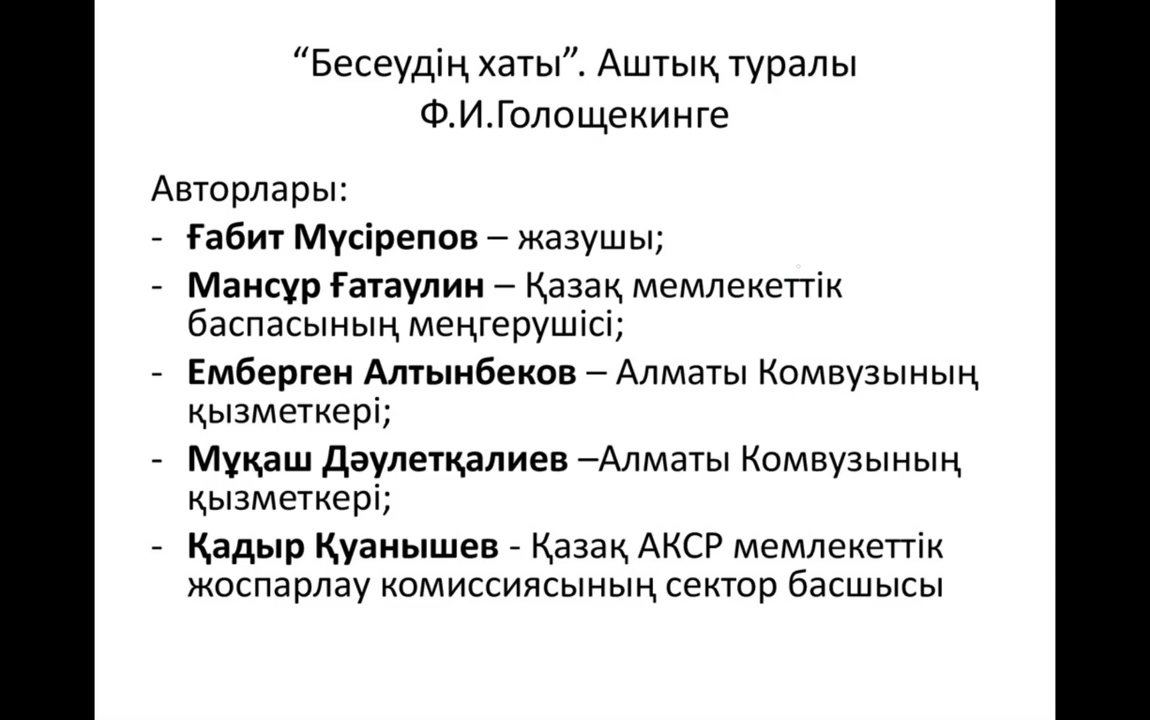 “Бесеудің хаты”. Аштық туралы
Ф.И.Голощекинге
Авторлары:
- Ғабит Мүсірепов – жазушы;
- Мансұр Ғатаулин – Қазақ мемлекеттік
баспасының меңгерушісі;
- Емберген Алтынбеков – Алматы Комвузының
қызметкері;
- Мұқаш Дәулетқалиев –Алматы Комвузының
қызметкері;
- Қадыр Қуанышев - Қазақ АКСР мемлекеттік
жоспарлау комиссиясының сектор басшысы